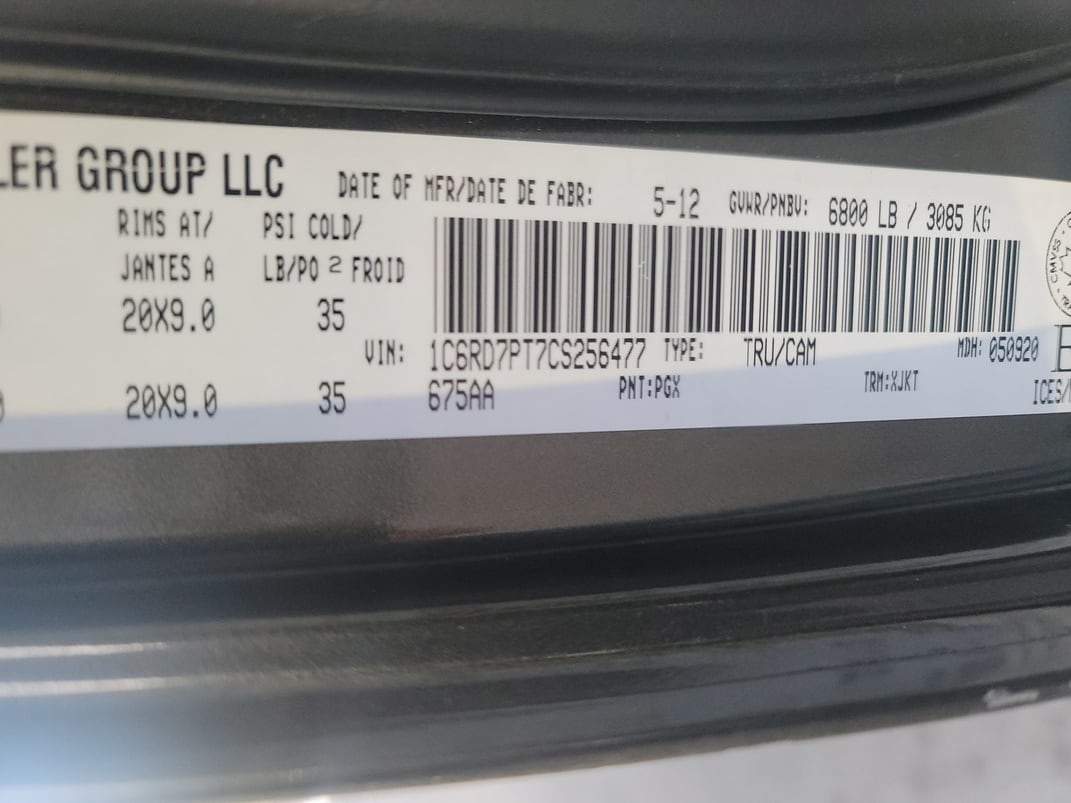 LER GROUP LLC
DATE OF MFR/DATE DE FABR: 5-12 GVWR/PNBV: 6800 LB / 3085 KG
RIMS AT/ PSI COLD/
JANTES A LB/PO 2 FROID
20X9.0 35
VIN: 1C6RD7PT7CS256477 TYPE: TRU/CAM MDH: 050920
20X9.0 35 675AA PNT:PGX TRM:XJKT ICES/
CMVSS